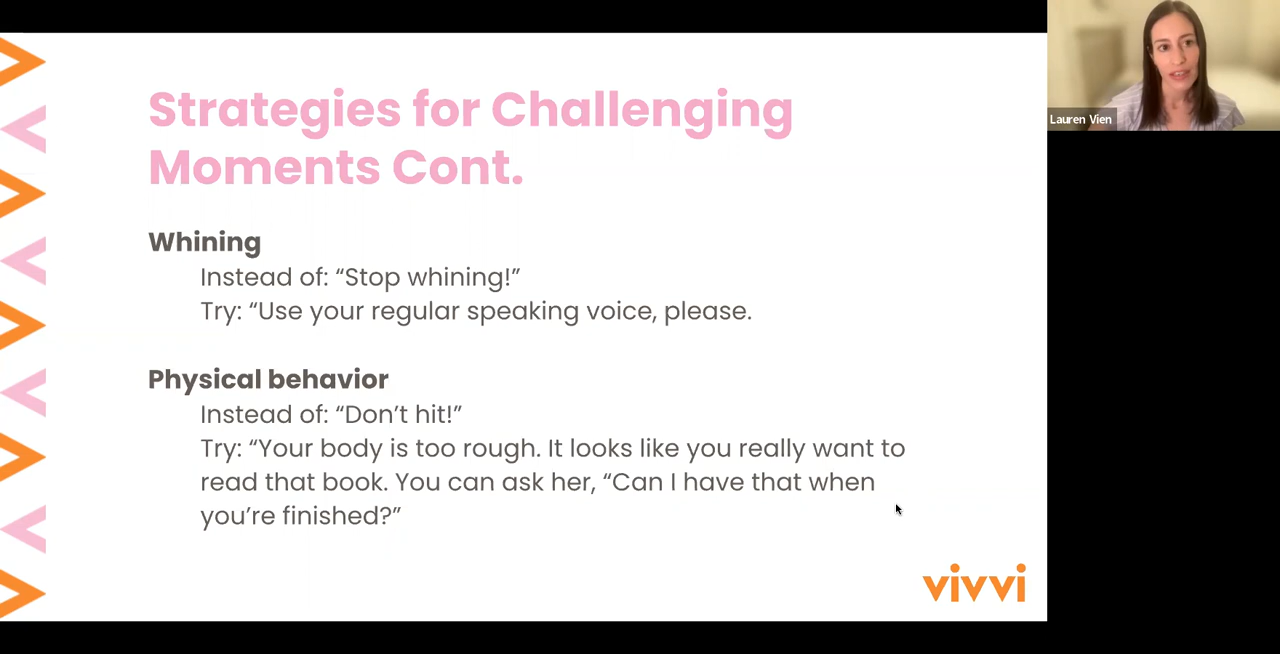 Strategies for Challenging
Moments Cont.
Whining
Instead of: “Stop whining!”
Try: “Use your regular speaking voice, please.
Physical behavior
Instead of: “Don’t hit!”
Try: “Your body is too rough. It looks like you really want to
read that book. You can ask her, “Can I have that when
you’re finished?”
vivvi
Lauren Vien